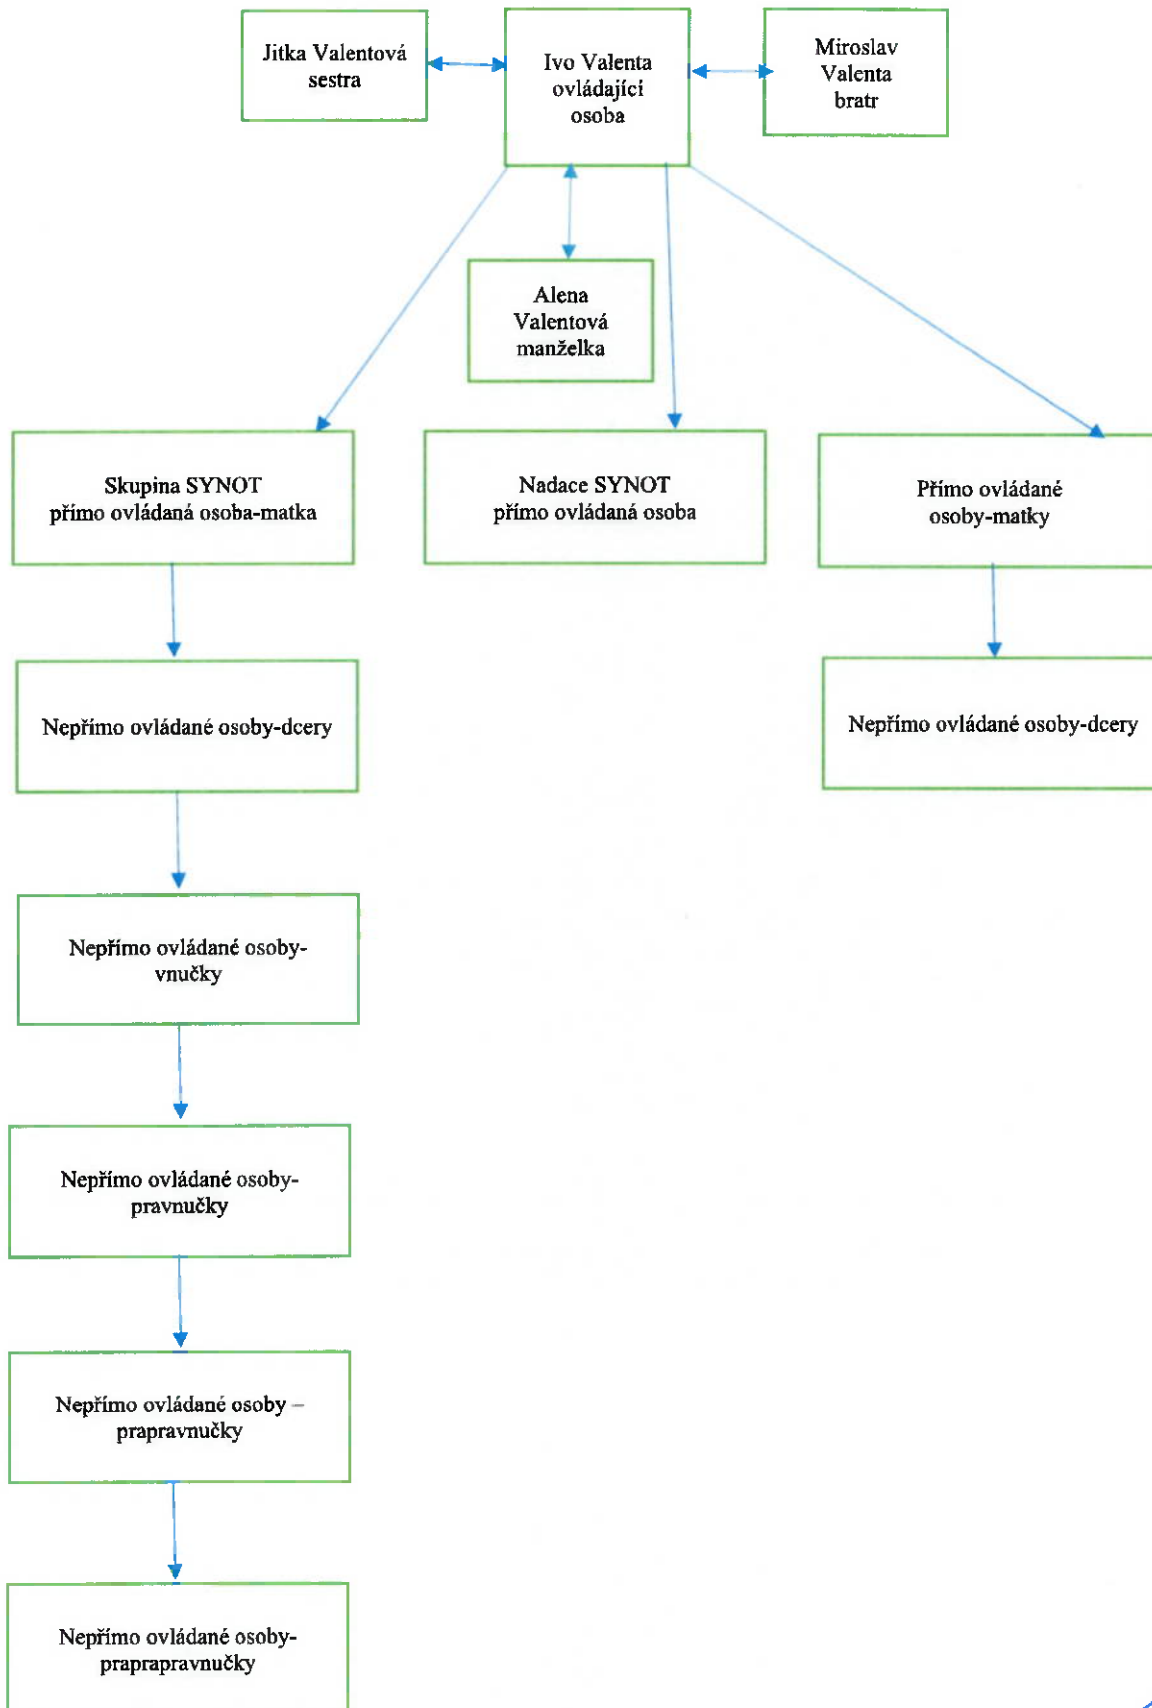 Jitka Valentová
sestra
Ivo Valenta
ovládající
osoba
Miroslav
Valenta
bratr
Alena
Valentová
manželka
Skupina SYNOT
přímo ovládaná osoba-matka
Nadace SYNOT
přímo ovládaná osoba
Přímo ovládané
osoby-matky
Nepřímo ovládané osoby-dcery
Nepřímo ovládané osoby-dcery
Nepřímo ovládané osoby-
vnučky
Nepřímo ovládané osoby-
pravnučky
Nepřímo ovládané osoby –
prapravnučky
Nepřímo ovládané osoby-
praprapravnučky